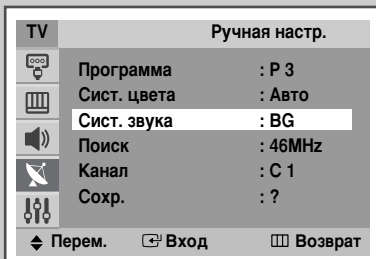 TV Ручная настр.
Программа : P 3
Сист. цвета : Авто
Сист. звука : BG
Поиск : 46MHz
Канал : C 1
Сохр. : ?
Перем. Вход Возврат